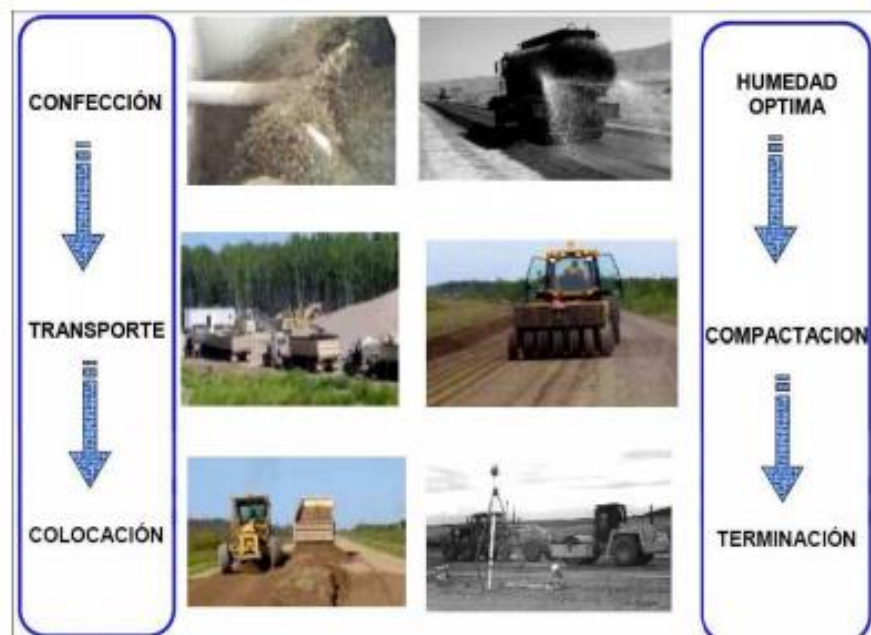 CONFECCIÓN
TRANSPORTE
COLOCACIÓN
HUMEDAD
OPTIMA
COMPACTACION
TERMINACIÓN